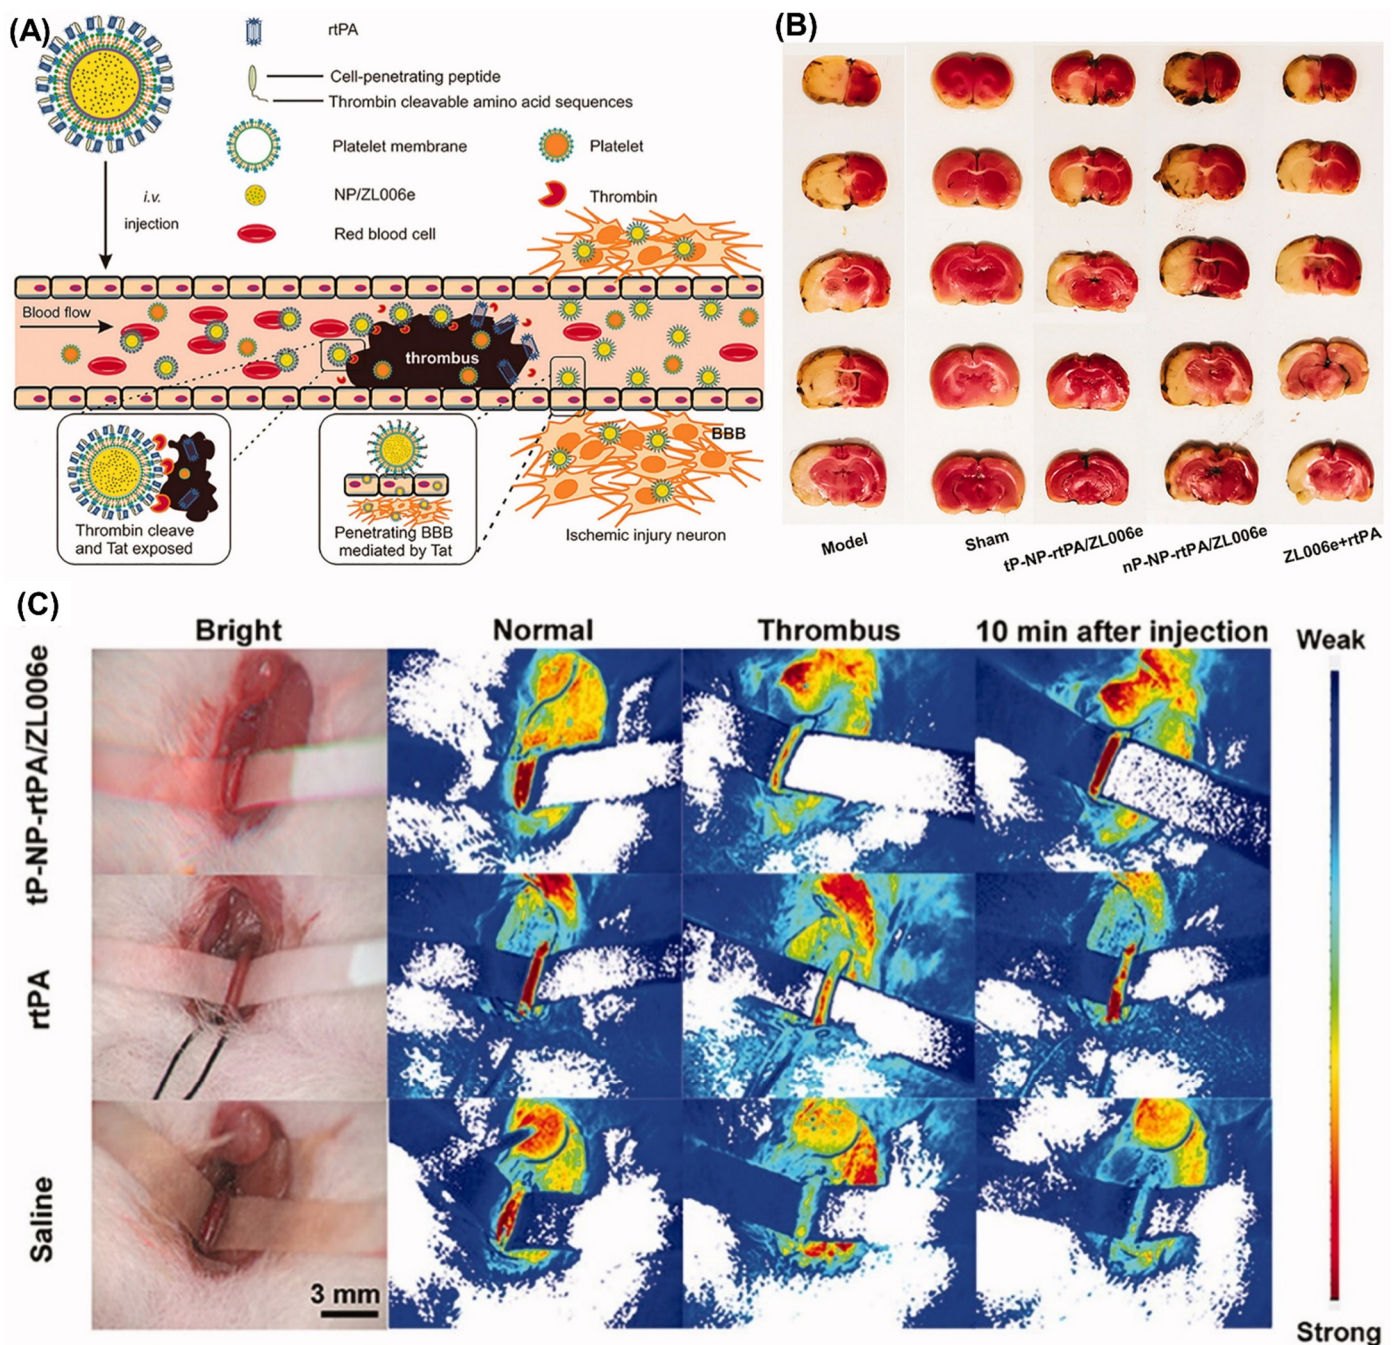 (A)
rtPA
Cell-penetrating peptide
Thrombin cleavable amino acid sequences
Platelet membrane
Platelet
NP/ZL006e
Thrombin
Red blood cell
i.v.
injection
Blood flow
thrombus
BBB
Thrombin cleave
and Tat exposed
Penetrating BBB
mediated by Tat
Ischemic injury neuron
(B)
Model
Sham
tP-NP-rtPA/ZL006e
nP-NP-rtPA/ZL006e
ZL006e+rtPA
(C)
Bright
Normal
Thrombus
10 min after injection
Weak
tP-NP-rtPA/ZL006e
rtPA
Saline
3 mm
Strong